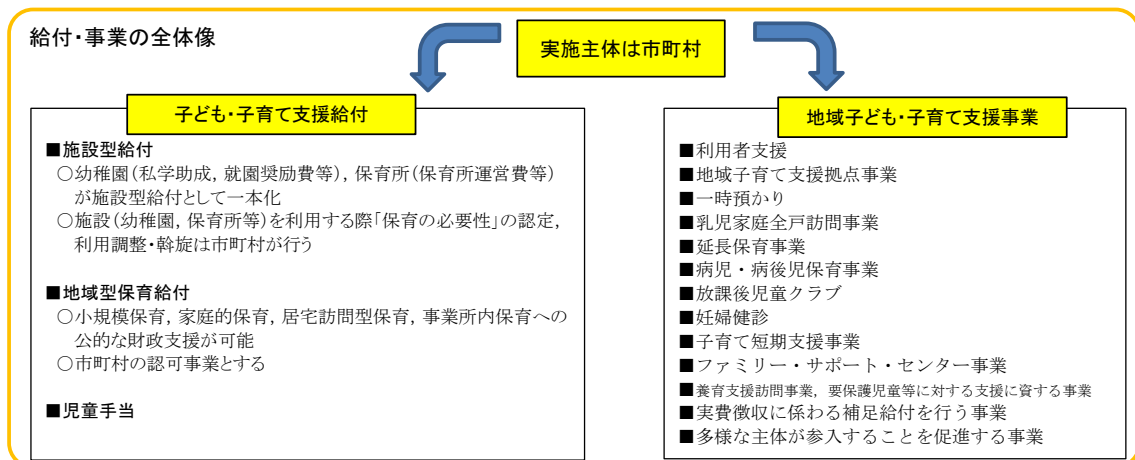 給付・事業の全体像
実施主体は市町村
子ども・子育て支援給付
■施設型給付
○幼稚園(私学助成, 就園奨励費等), 保育所(保育所運営費等)
が施設型給付として一本化
○施設(幼稚園, 保育所等)を利用する際「保育の必要性」の認定,
利用調整・斡旋は市町村が行う
■地域型保育給付
○小規模保育, 家庭的保育, 居宅訪問型保育, 事業所内保育への
公的な財政支援が可能
○市町村の認可事業とする
■児童手当
地域子ども・子育て支援事業
■利用者支援
■地域子育て支援拠点事業
■一時預かり
■乳児家庭全戸訪問事業
■延長保育事業
■病児・病後児保育事業
■放課後児童クラブ
■妊婦健診
■子育て短期支援事業
■ファミリー・サポート・センター事業
■養育支援訪問事業，要保護児童等に対する支援に資する事業
■実費徴収に係わる補足給付を行う事業
■多様な主体が参入することを促進する事業